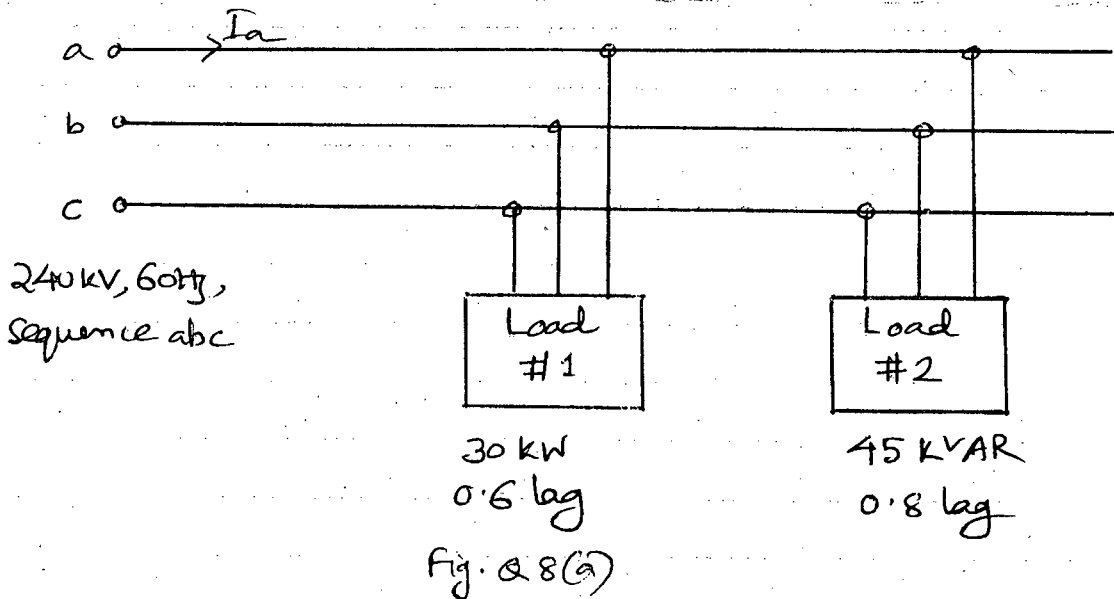 Ia
a
b
c
240 kV, 60Hz,
Sequence abc
Load
#1
Load
#2
30 KW
0.6 lag
45 KVAR
0.8 lag
Fig. Q 8(a)